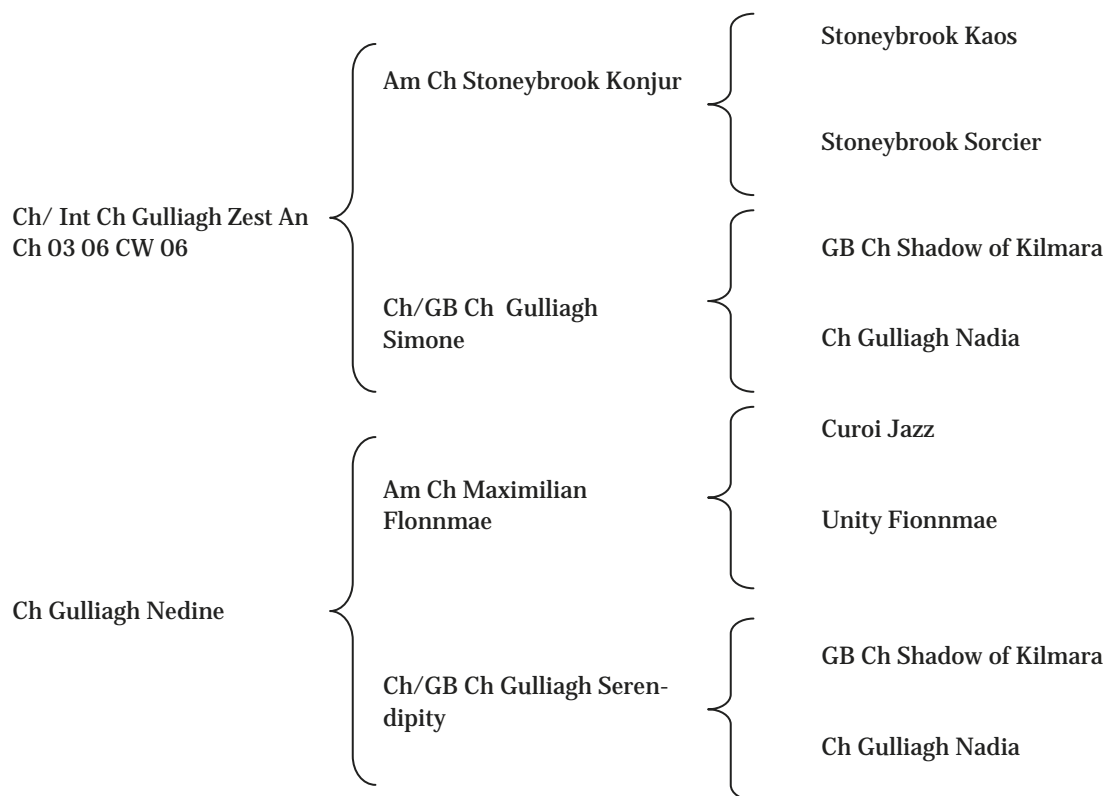 Stoneybrook Kaos
Am Ch Stoneybrook Konjur
Stoneybrook Sorcier
Ch/ Int Ch Gulliagh Zest An
Ch 03 06 CW 06
GB Ch Shadow of Kilmara
Ch/GB Ch  Gulliagh
Simone
Ch Gulliagh Nadia
Curoi Jazz
Am Ch Maximilian
Flonnmae
Unity Fionnmae
Ch Gulliagh Nedine
GB Ch Shadow of Kilmara
Ch/GB Ch Gulliagh Seren-
dipity
Ch Gulliagh Nadia